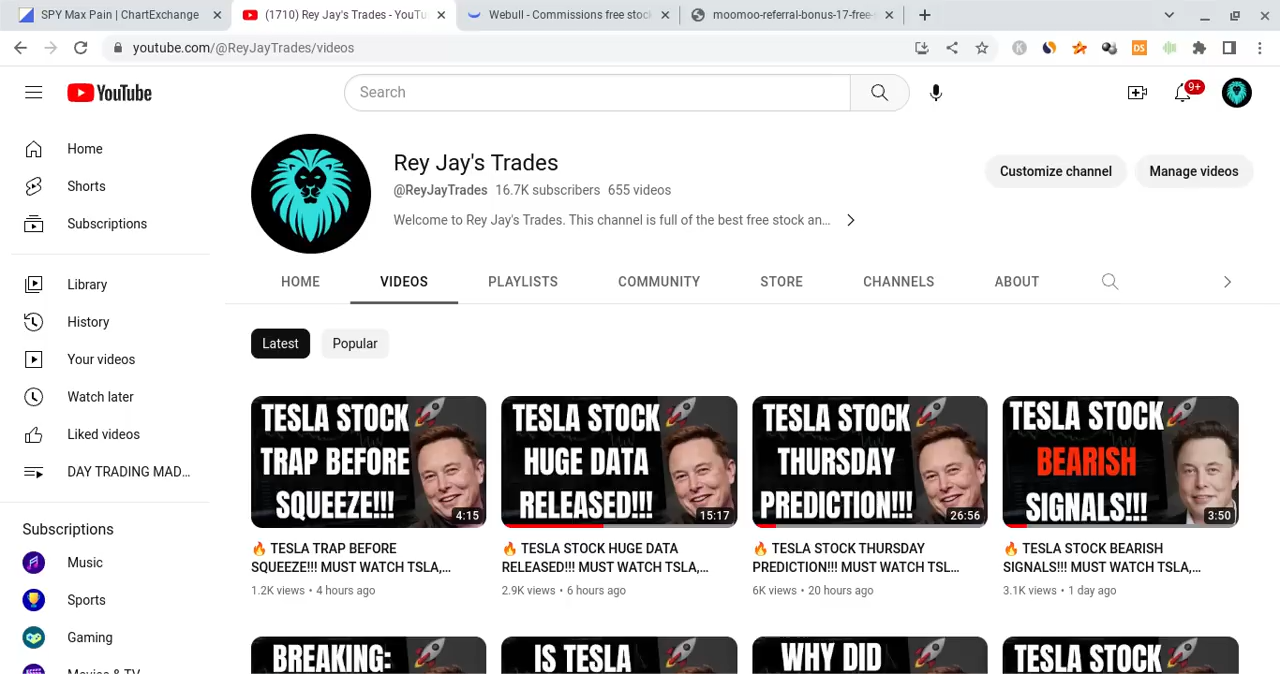 SPY Max Pain | ChartExchange
(1710) Rey Jay's Trades - YouTu
Webull - Commissions free stoc
moomoo-referral-bonus-17-free-
youtube.com/@ReyJayTrades/videos
K
DS
YouTube
Search
9+
Home
Shorts
Subscriptions
Library
History
Your videos
Watch later
Liked videos
DAY TRADING MAD...
Subscriptions
Music
Sports
Gaming
Movies & TV
Rey Jay's Trades
@ReyJayTrades 16.7K subscribers 655 videos
Welcome to Rey Jay's Trades. This channel is full of the best free stock an...
Customize channel
Manage videos
HOME VIDEOS PLAYLISTS COMMUNITY STORE CHANNELS ABOUT
Latest Popular
TESLA STOCK
TRAP BEFORE
SQUEEZE!!!
4:15
🔥 TESLA TRAP BEFORE
SQUEEZE!!! MUST WATCH TSLA,...
1.2K views • 4 hours ago
TESLA STOCK
HUGE DATA
RELEASED!!!
15:17
🔥 TESLA STOCK HUGE DATA
RELEASED!!! MUST WATCH TSLA,...
2.9K views • 6 hours ago
TESLA STOCK
THURSDAY
PREDICTION!!!
26:56
🔥 TESLA STOCK THURSDAY
PREDICTION!!! MUST WATCH TSL...
6K views • 20 hours ago
TESLA STOCK
BEARISH
SIGNALS!!!
3:50
🔥 TESLA STOCK BEARISH
SIGNALS!!! MUST WATCH TSLA,...
3.1K views • 1 day ago
BREAKING:
IS TESLA
WHY DID
TESLA STOCK